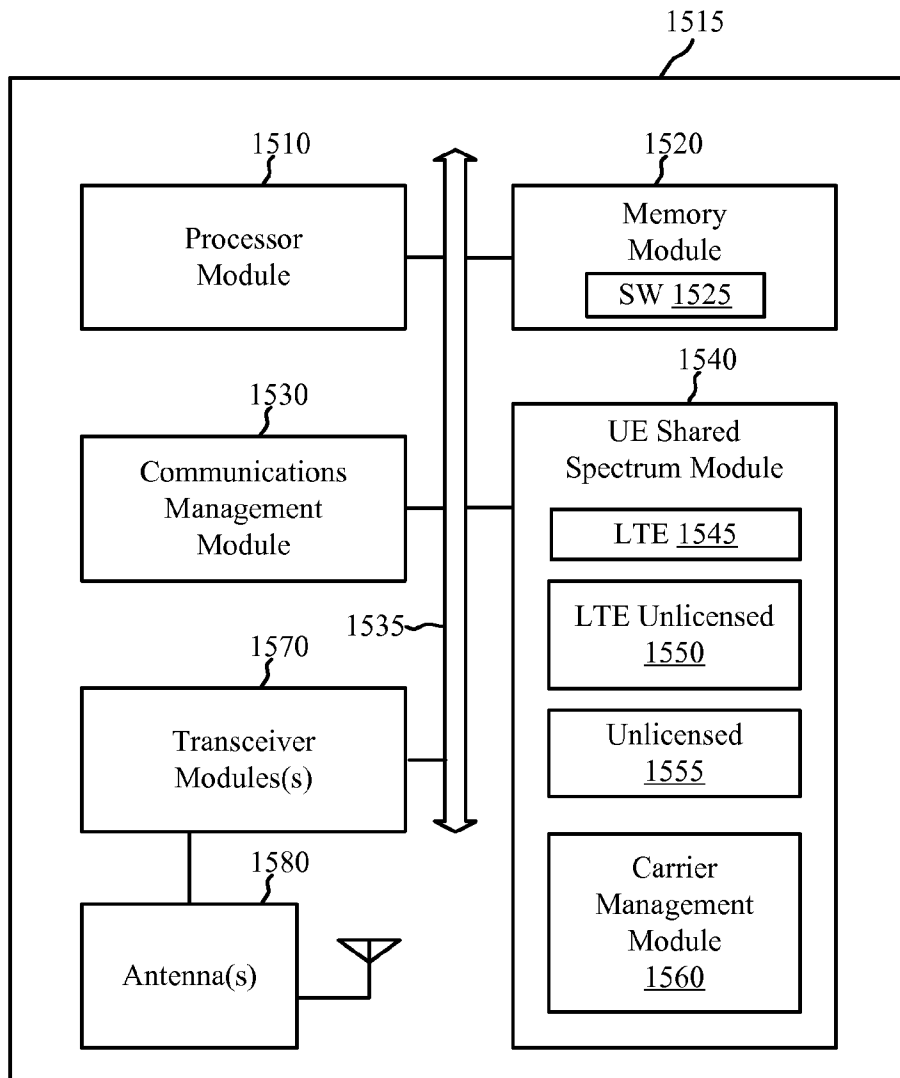 1515
1510
Processor
Module
1520
Memory
Module
SW 1525
1530
Communications
Management
Module
1535
1540
UE Shared
Spectrum Module
LTE 1545
LTE Unlicensed
1550
Unlicensed
1555
Carrier
Management
Module
1560
1570
Transceiver
Modules(s)
1580
Antenna(s)